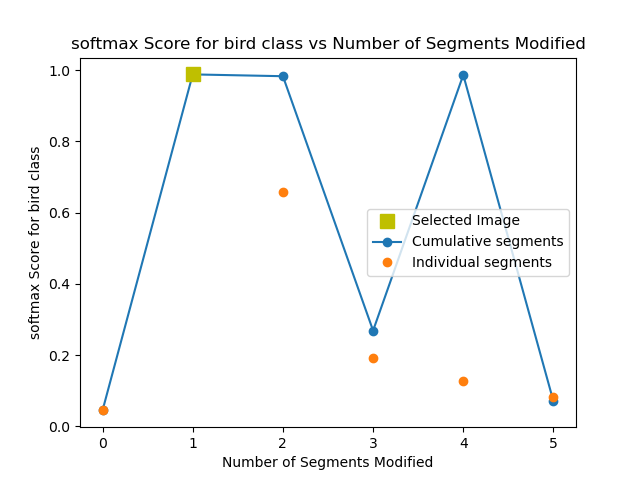 softmax Score for bird class vs Number of Segments Modified
softmax Score for bird class
1.0
0.8
0.6
0.4
0.2
0.0
Selected Image
Cumulative segments
Individual segments
0 1 2 3 4 5
Number of Segments Modified